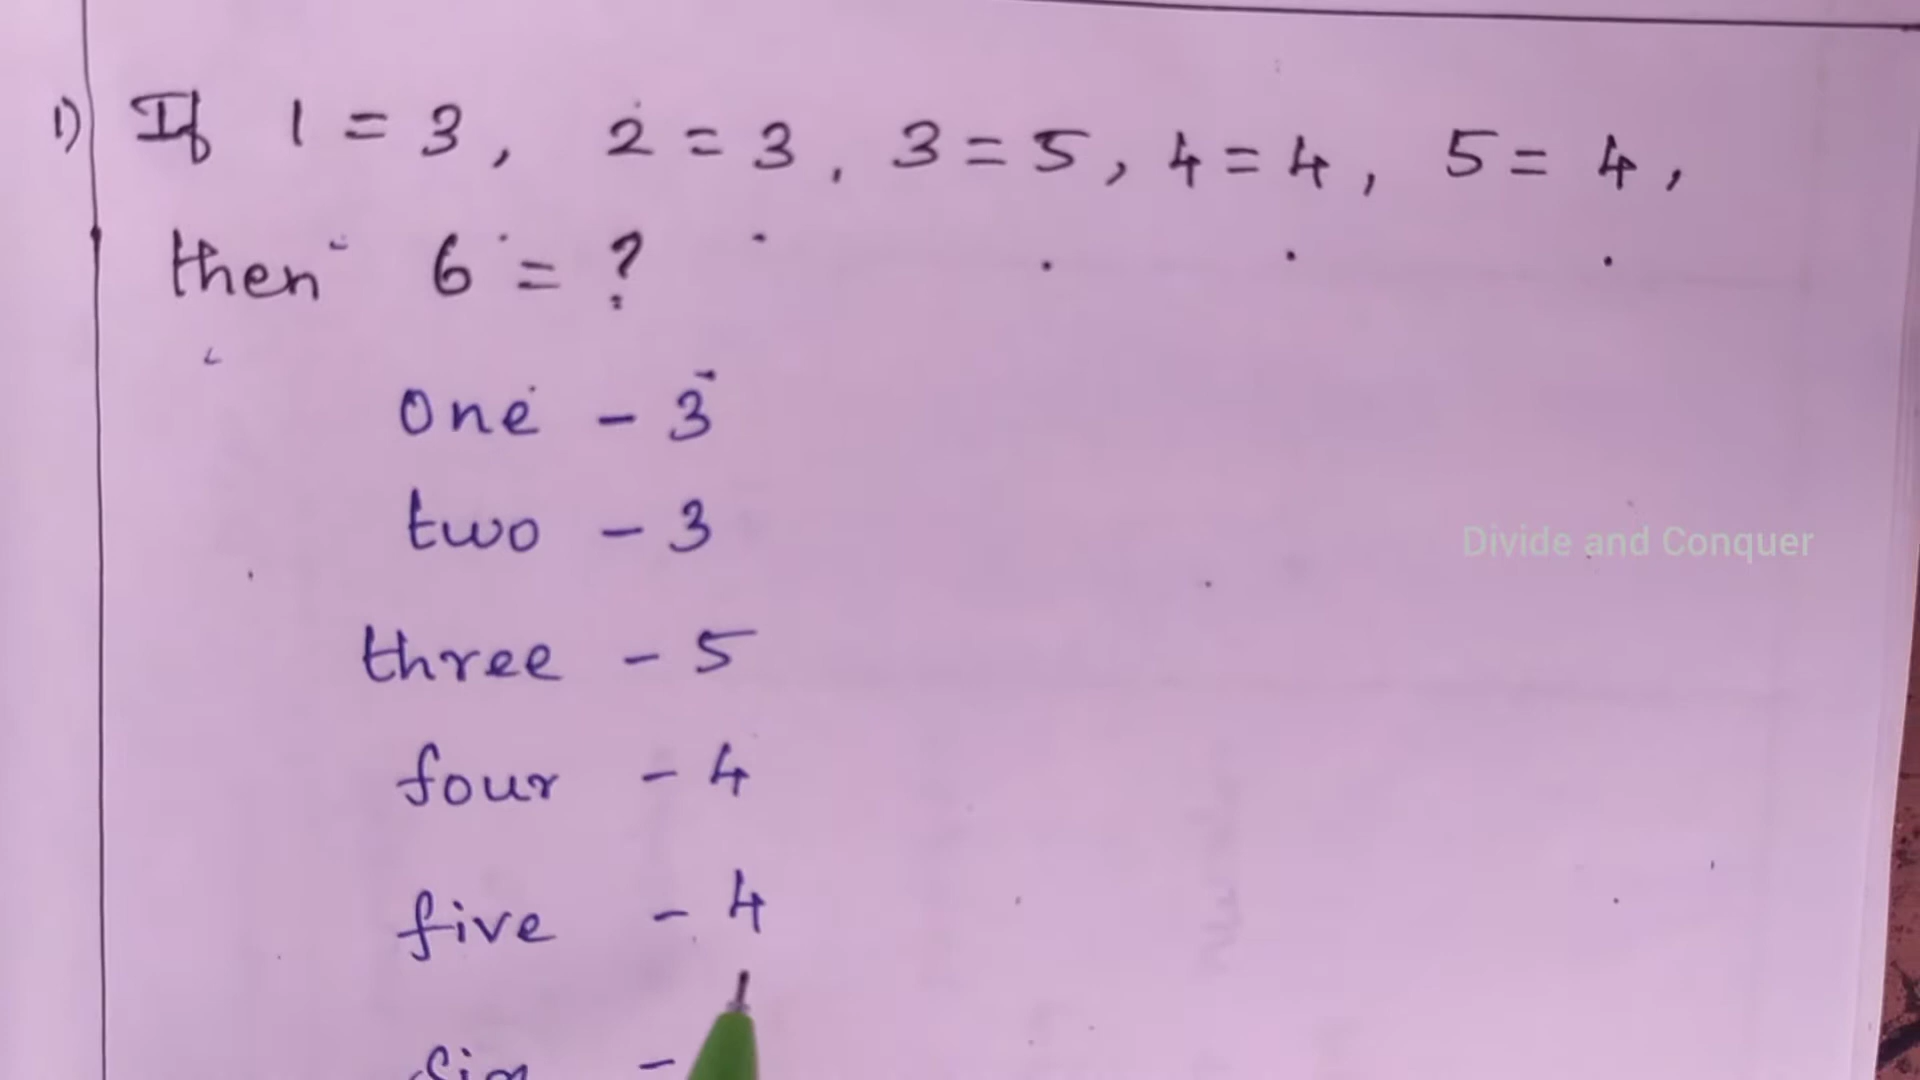 1) If 1 = 3, 2 = 3, 3 = 5, 4 = 4, 5 = 4,
then 6 = ?
one - 3
two - 3
three - 5
Divide and Conquer
four - 4
five - 4
six -